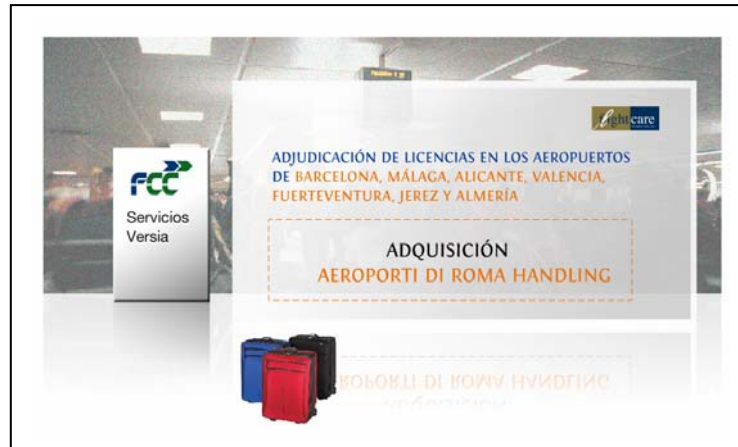 flightcare
ADJUDICACIÓN DE LICENCIAS EN LOS AEROPUERTOS
DE BARCELONA, MÁLAGA, ALICANTE, VALENCIA,
FUERTEVENTURA, JEREZ Y ALMERÍA
FCC
Servicios
Versia
ADQUISICIÓN
AEROPORTI DI ROMA HANDLING